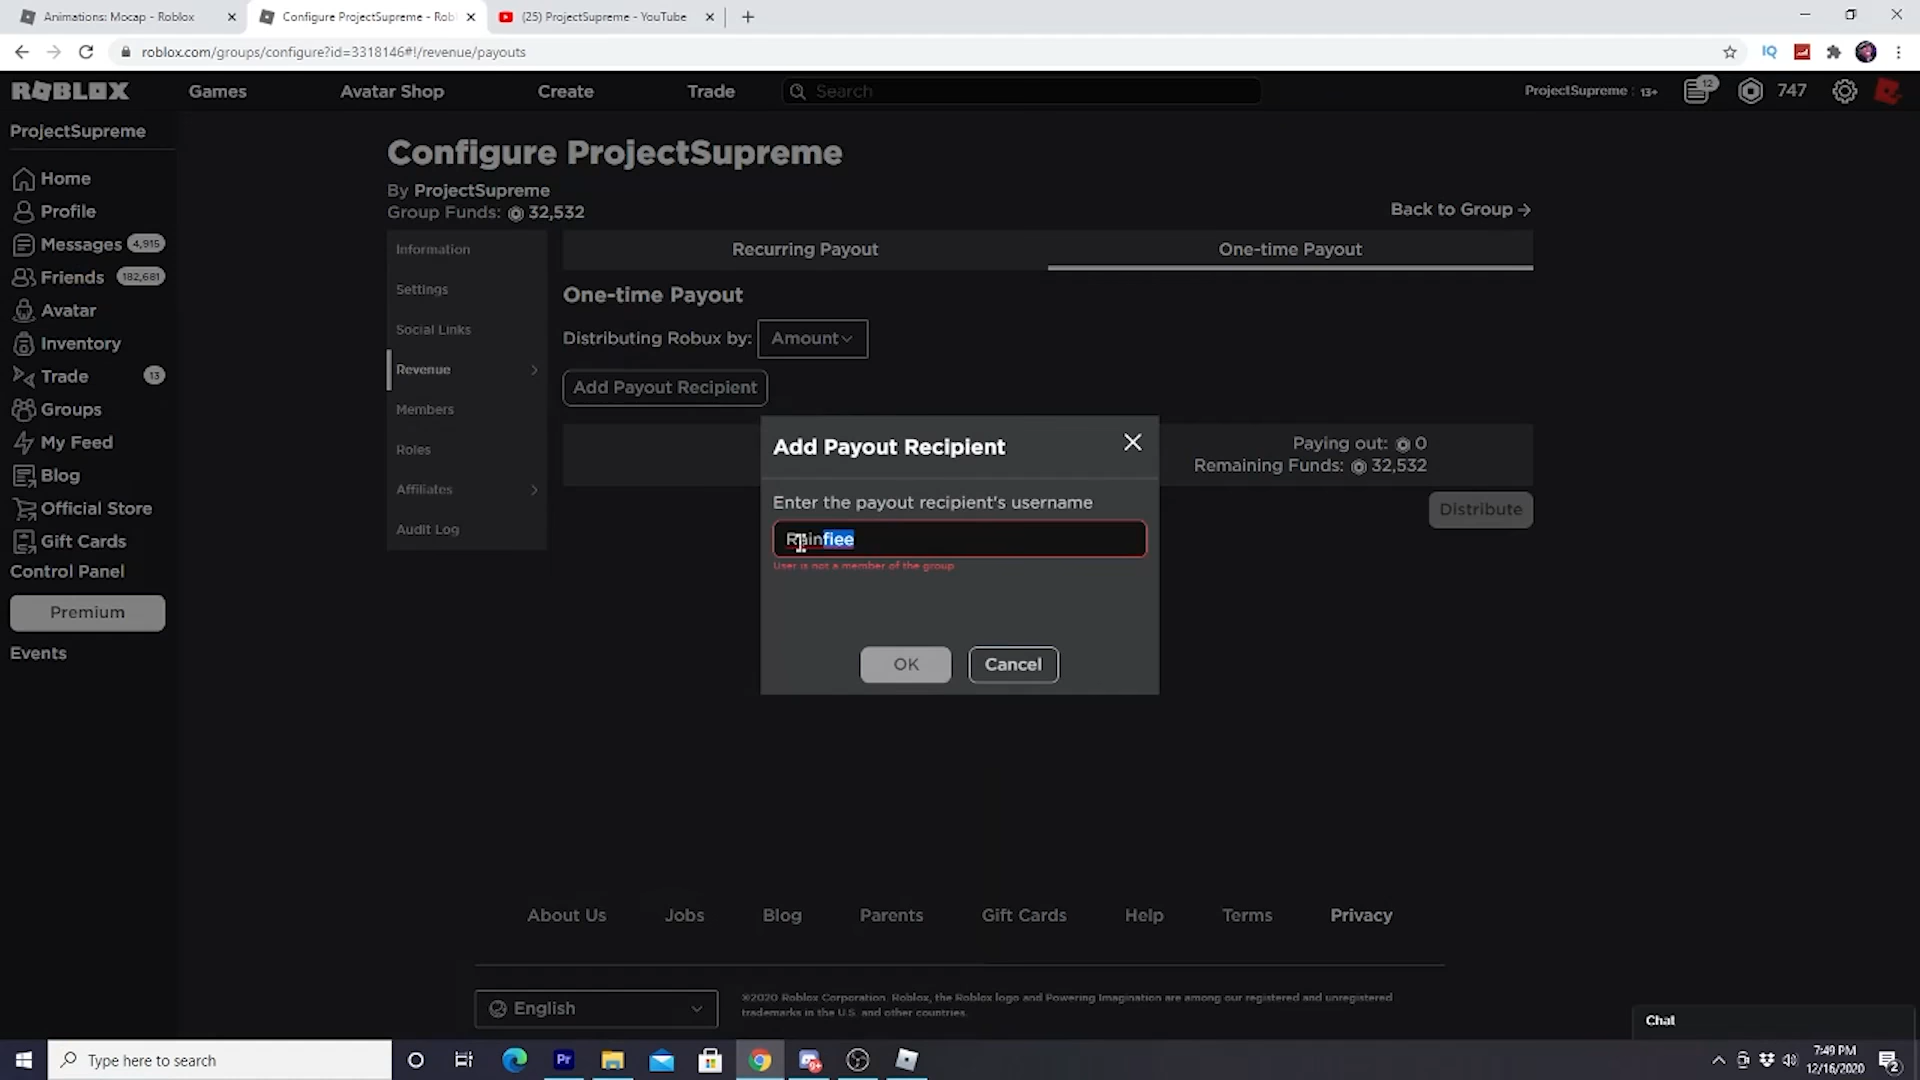 Animations: Mocap - Roblox
Configure ProjectSupreme - Rob
(25) ProjectSupreme - YouTube
roblox.com/groups/configure?id=3318146#!/revenue/payouts
IQ
ROBLOX
Games
Avatar Shop
Create
Trade
Search
ProjectSupreme : 13+
12
747
ProjectSupreme
Home
Profile
Messages 4,915
Friends 182,681
Avatar
Inventory
Trade 13
Groups
My Feed
Blog
Official Store
Gift Cards
Control Panel
Premium
Events
Configure ProjectSupreme
By ProjectSupreme
Group Funds: 32,532
Back to Group →
Information
Settings
Social Links
Revenue
Members
Roles
Affiliates
Audit Log
Recurring Payout
One-time Payout
One-time Payout
Distributing Robux by: Amount
Add Payout Recipient
Paying out: 0
Remaining Funds: 32,532
Distribute
Add Payout Recipient
Enter the payout recipient's username
Rainfiee
User is not a member of the group
OK
Cancel
About Us
Jobs
Blog
Parents
Gift Cards
Help
Terms
Privacy
English
©2020 Roblox Corporation. Roblox, the Roblox logo and Powering Imagination are among our registered and unregistered
trademarks in the U.S. and other countries.
Chat
Type here to search
Pr
9+
7:49 PM
12/16/2020
2